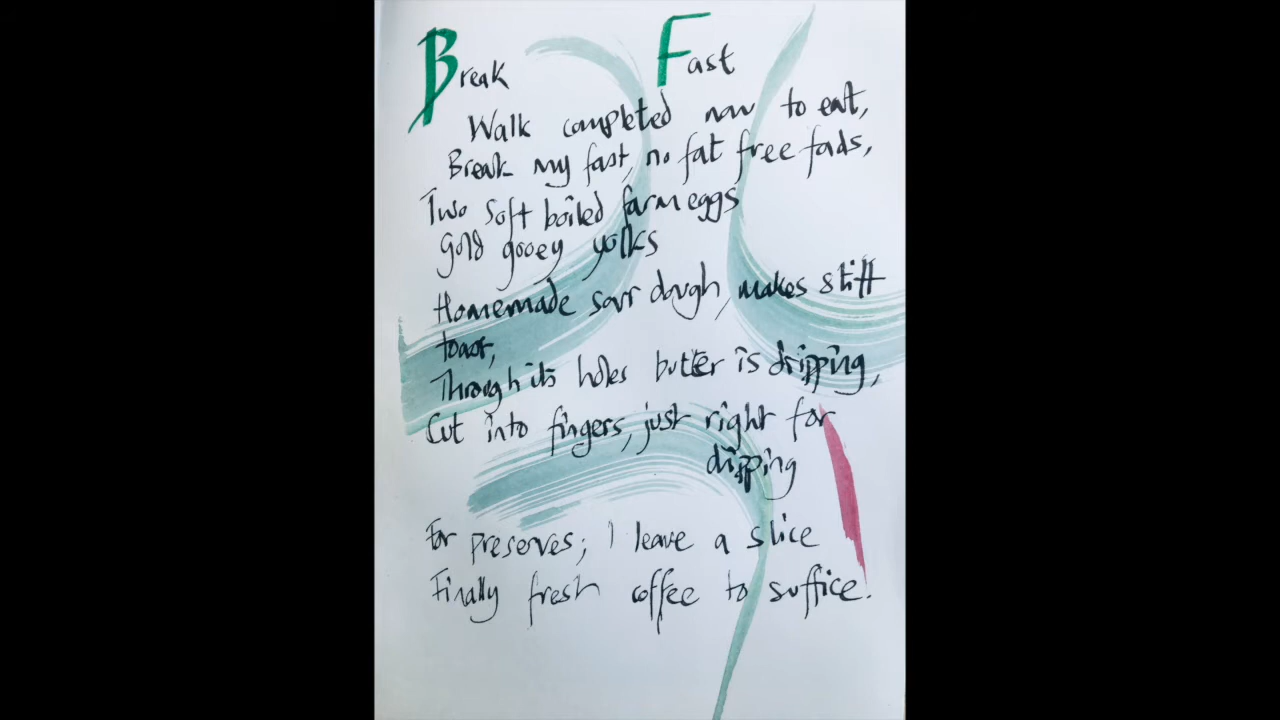 Break Fast
Walk completed now to eat,
Break my fast, no fat free fads,
Two soft boiled farm eggs
Gold gooey yolks
Homemade sour dough, makes stiff
toast,
Through its holes butter is dripping,
Cut into fingers, just right for
dipping
For preserves; I leave a slice
Finally fresh coffee to suffice.